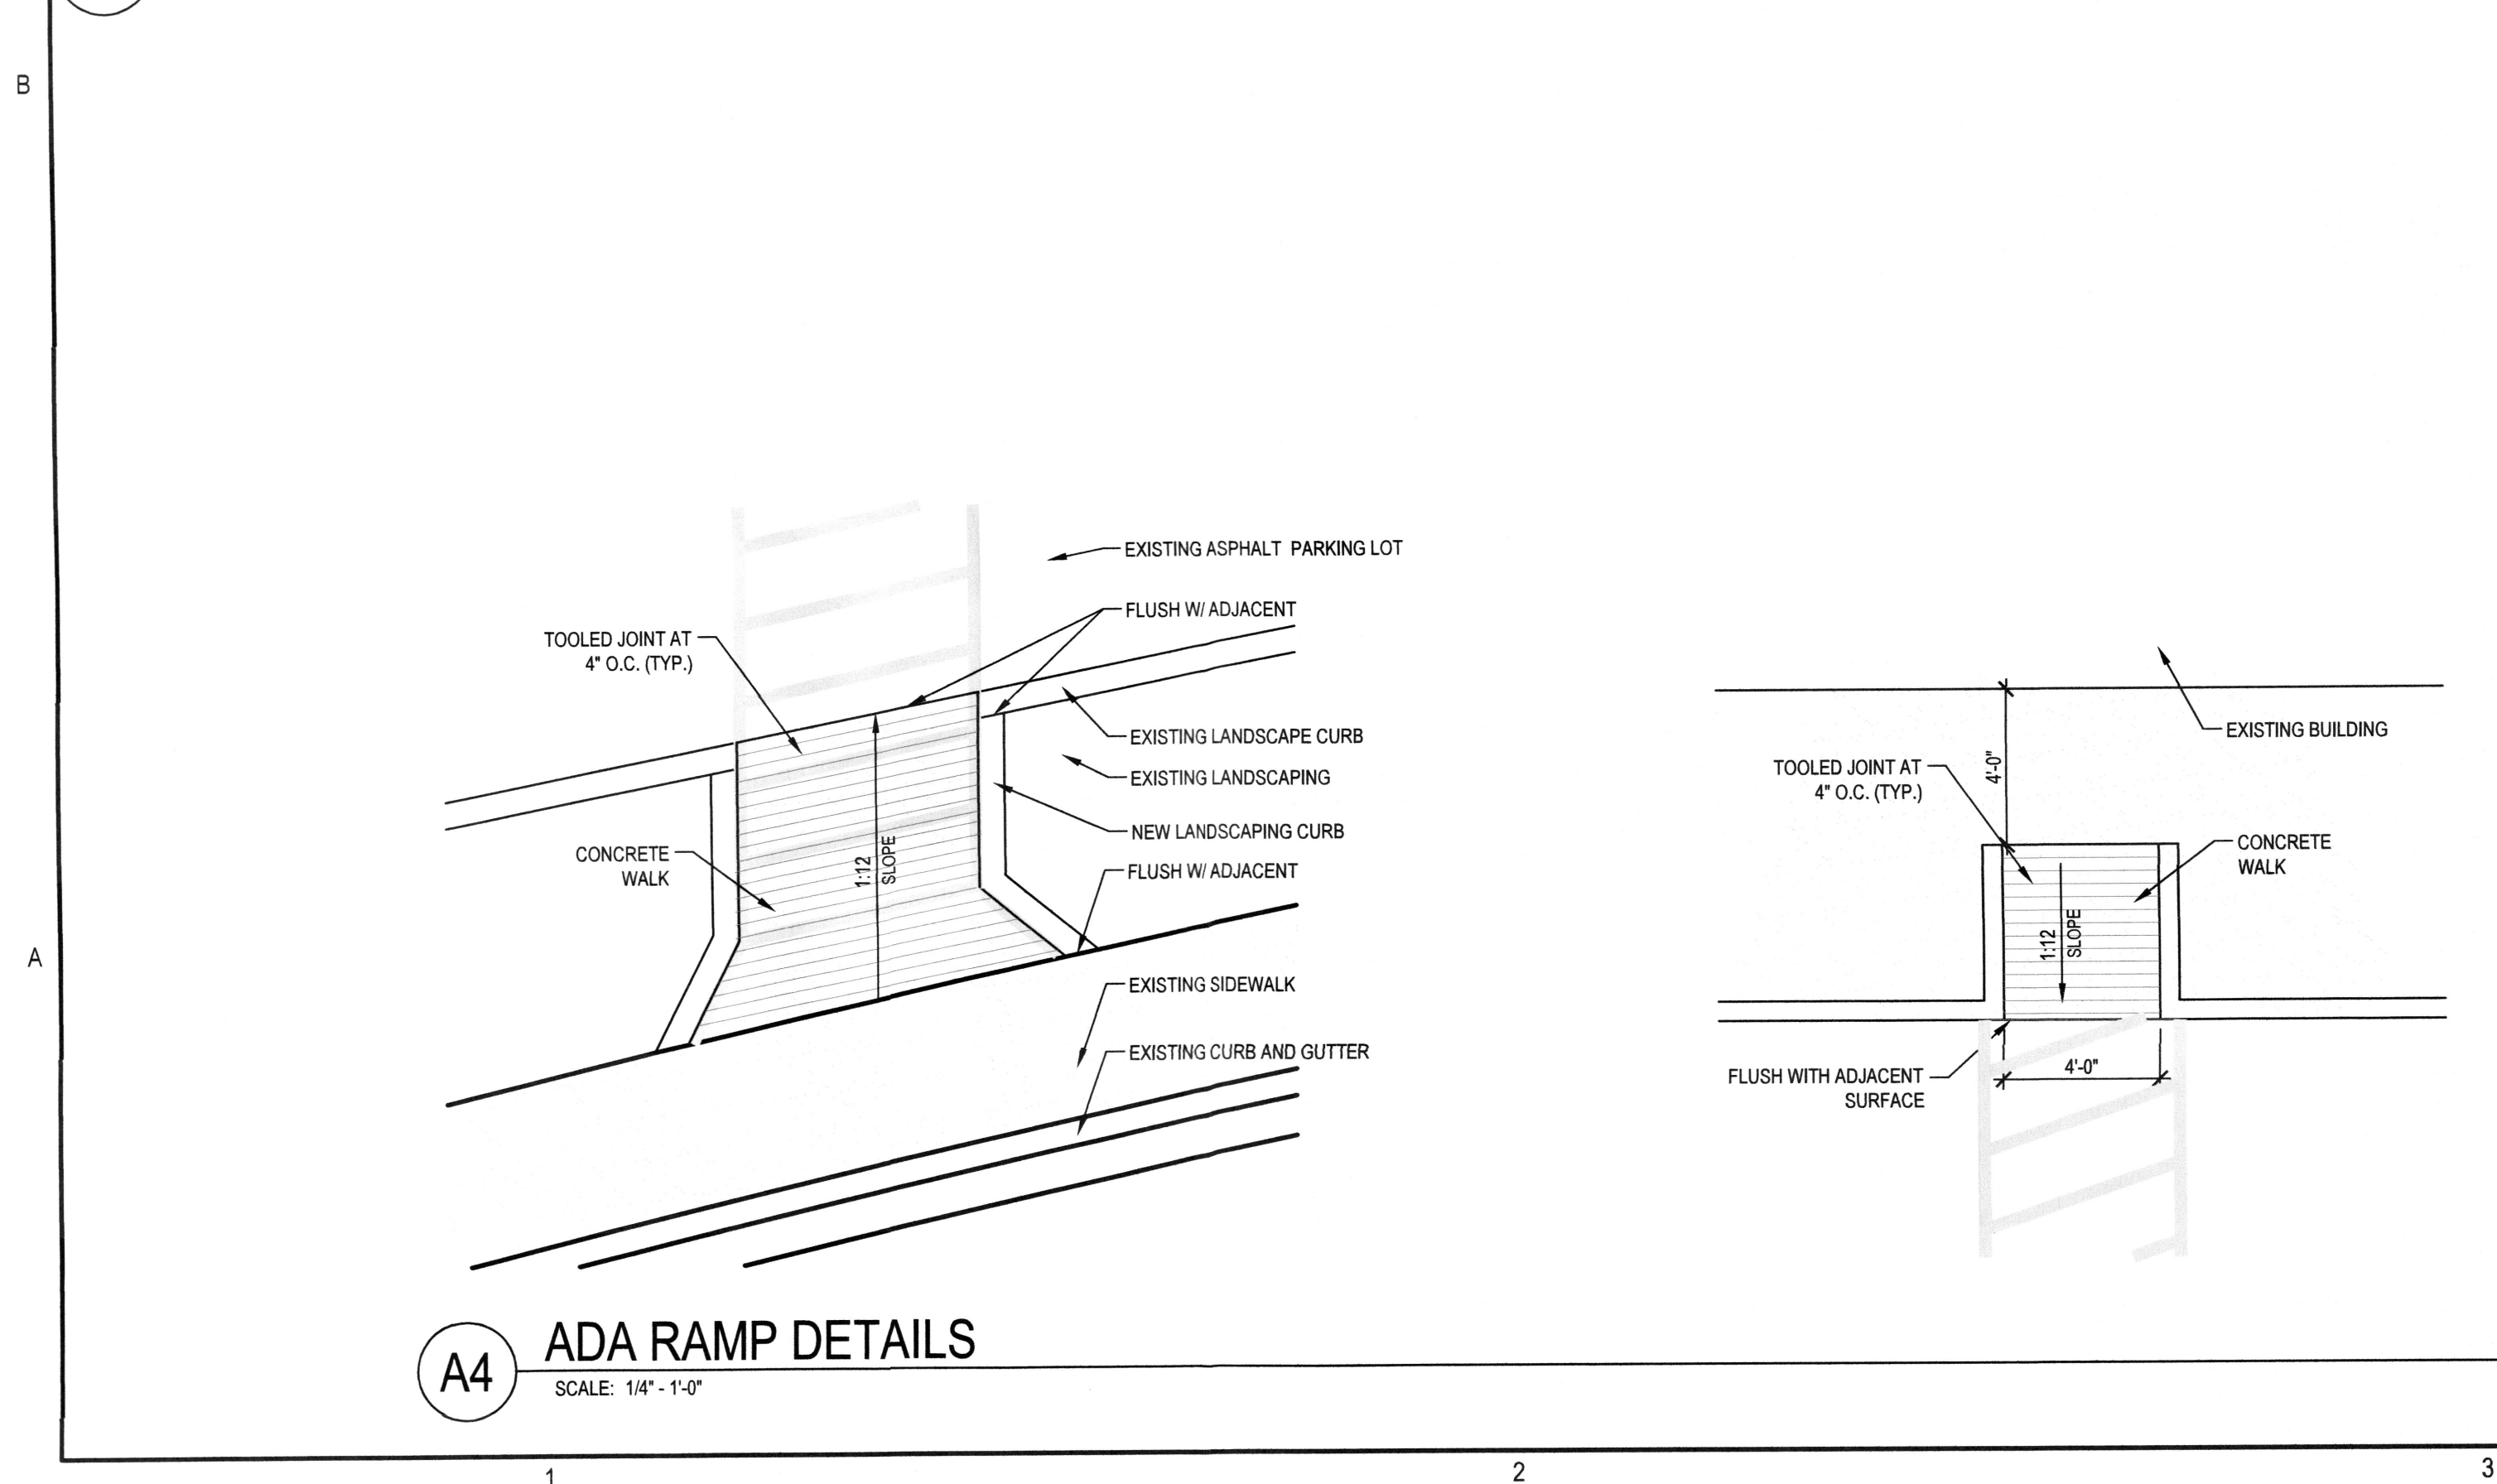 B
EXISTING ASPHALT PARKING LOT
FLUSH W/ ADJACENT
TOOLED JOINT AT
4" O.C. (TYP.)
EXISTING LANDSCAPE CURB
EXISTING LANDSCAPING
NEW LANDSCAPING CURB
CONCRETE
WALK
1:12
SLOPE
FLUSH W/ ADJACENT
EXISTING SIDEWALK
EXISTING CURB AND GUTTER
EXISTING BUILDING
4'-0"
TOOLED JOINT AT
4" O.C. (TYP.)
CONCRETE
WALK
1:12
SLOPE
4'-0"
FLUSH WITH ADJACENT
SURFACE
A
A4
ADA RAMP DETAILS
SCALE: 1/4" - 1'-0"
1
2
3